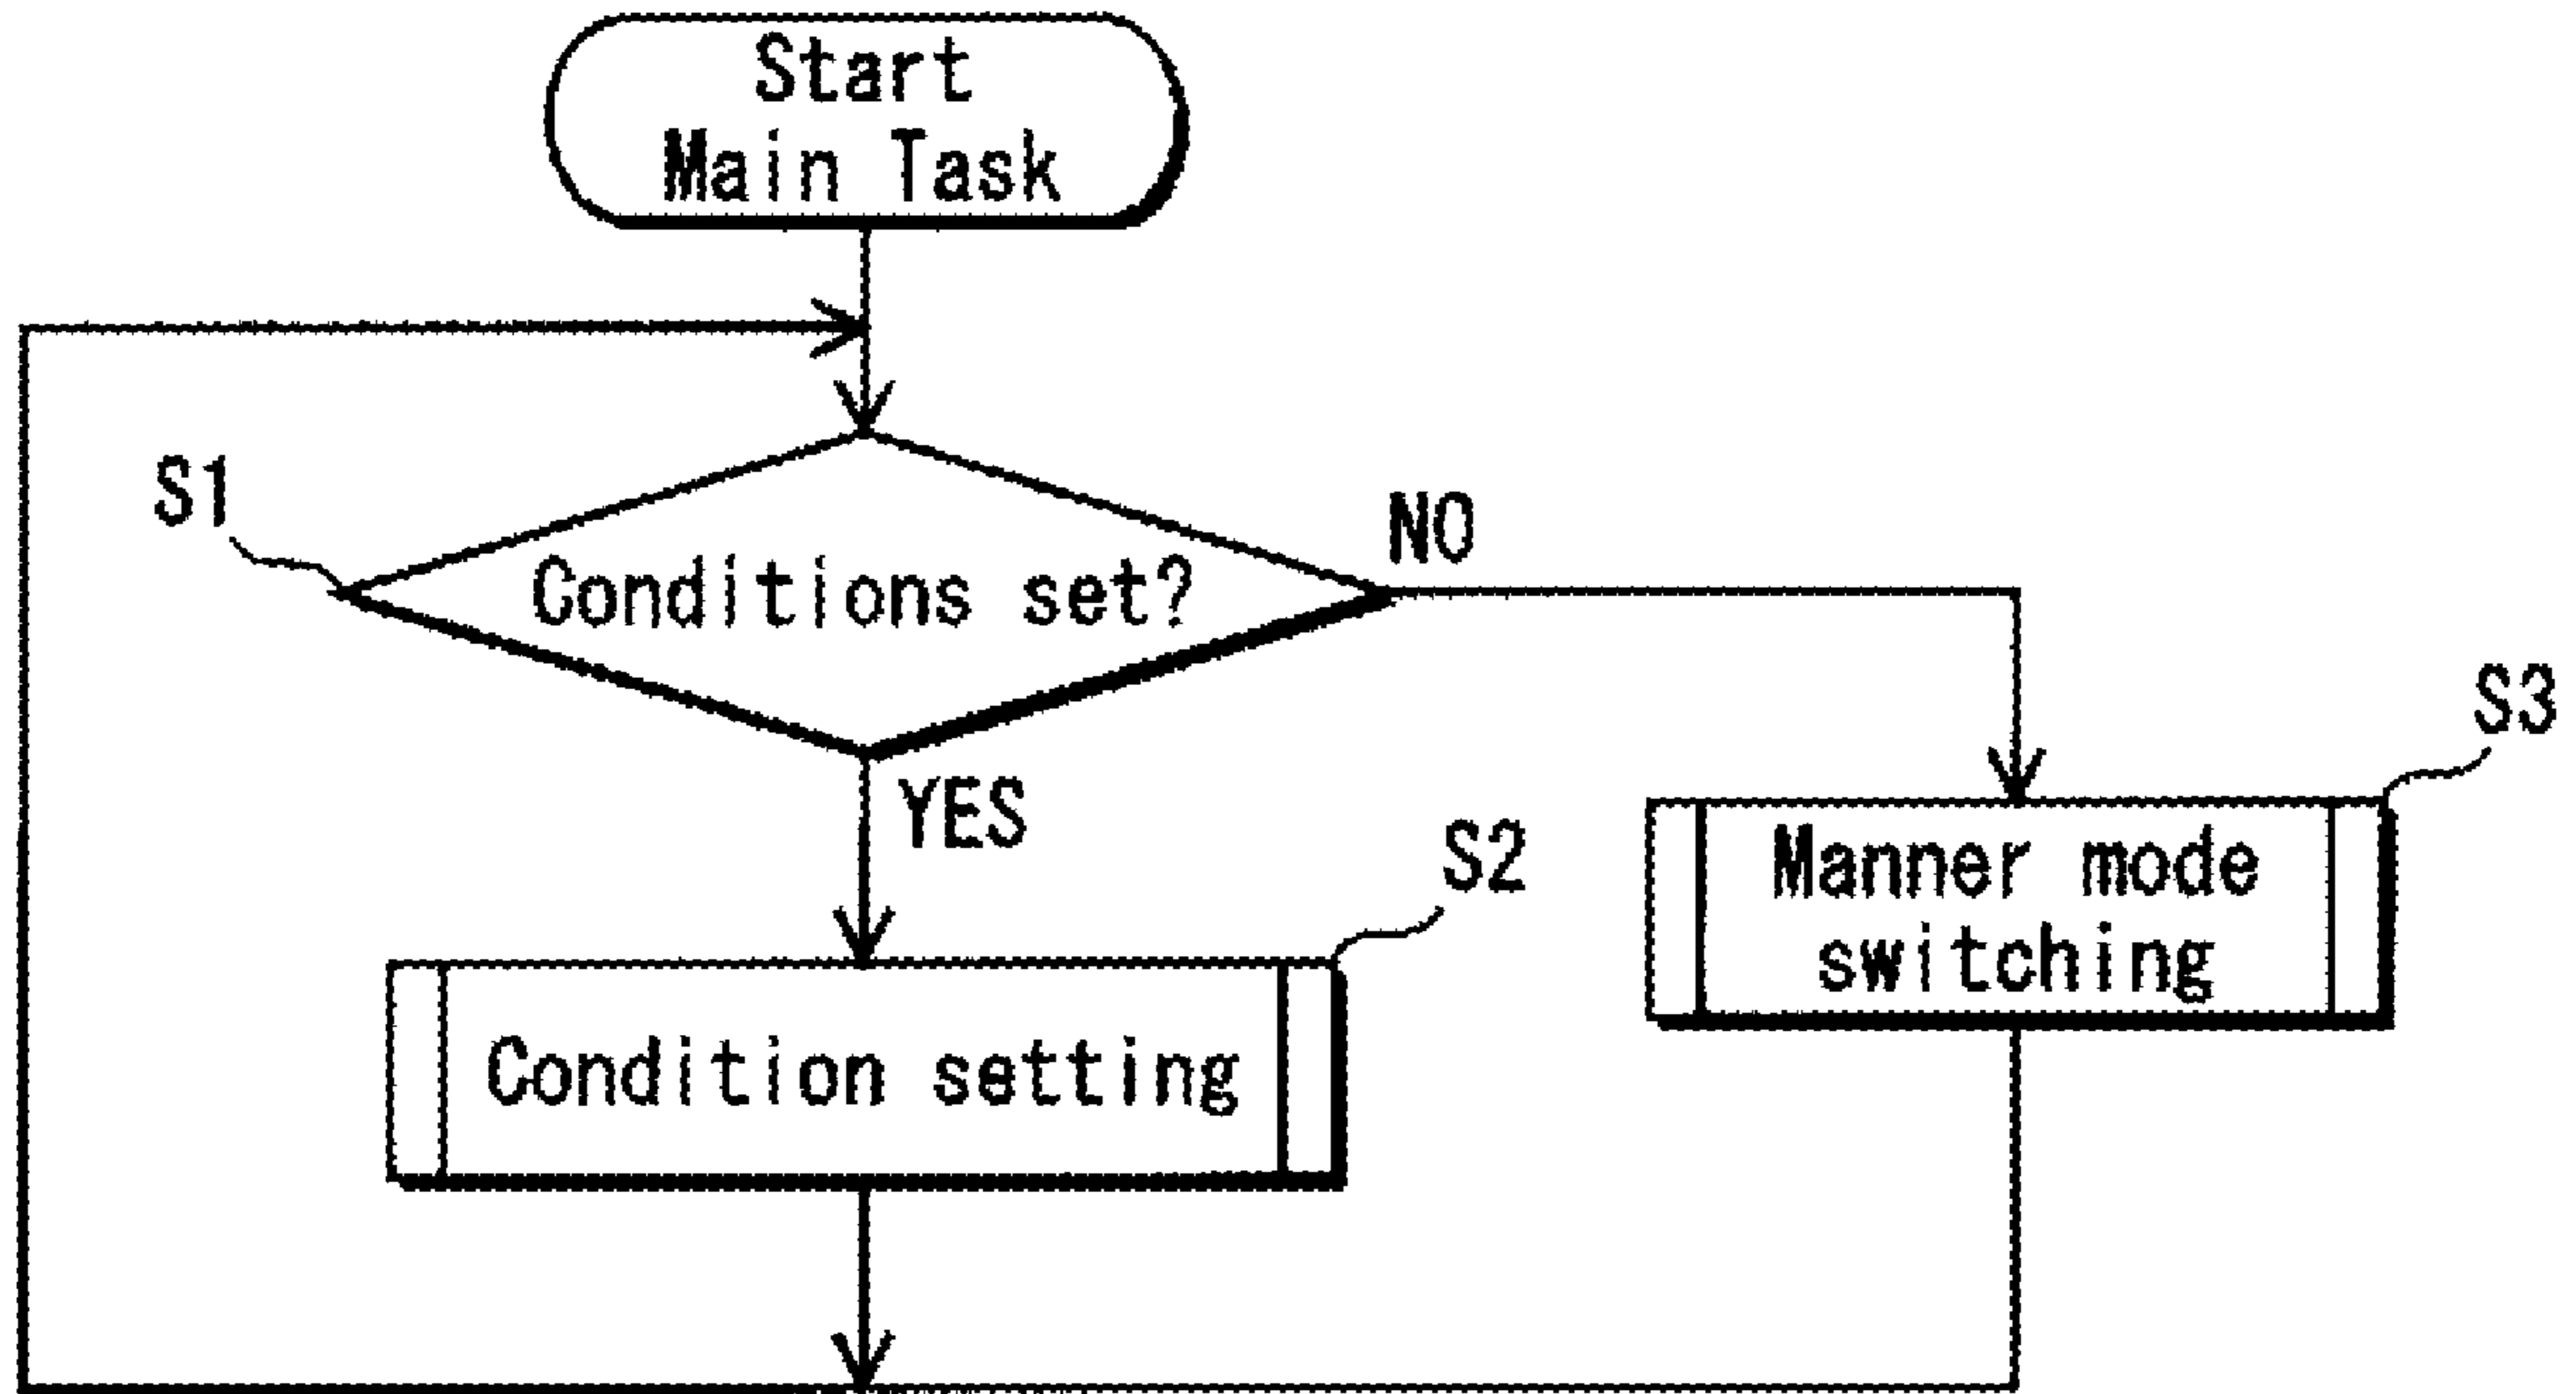 Start
Main Task
S1
Conditions set?
NO
YES
S2
Condition setting
S3
Manner mode
switching